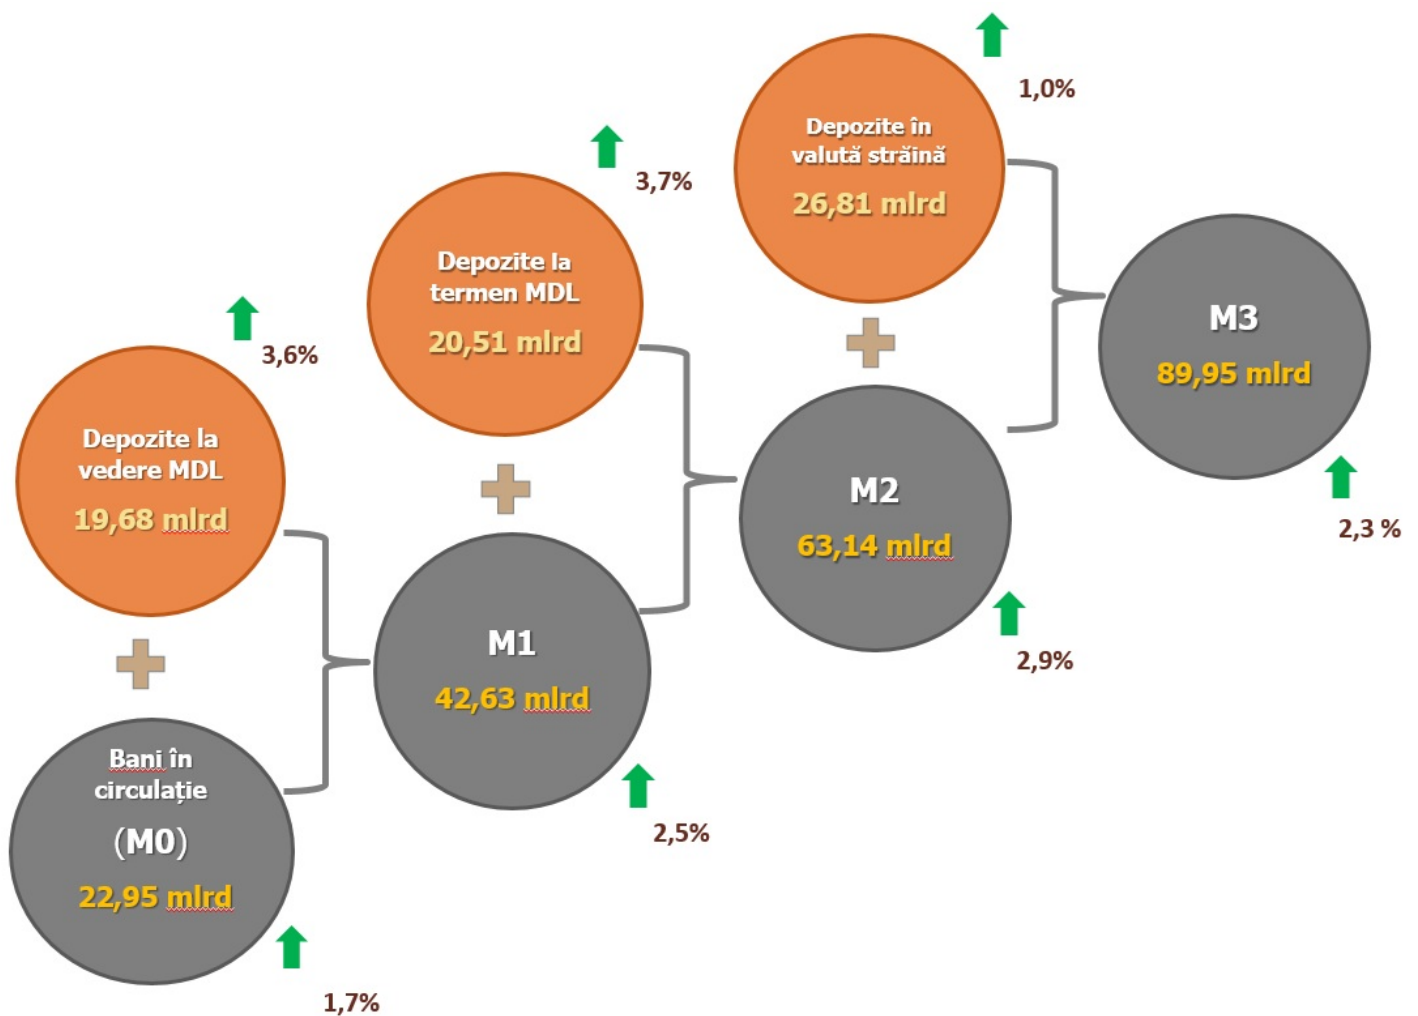 1,0%
Depozite în
valută străină
26,81 mlrd
3,7%
Depozite la
termen MDL
20,51 mlrd
M3
89,95 mlrd
2,3 %
3,6%
Depozite la
vedere MDL
19,68 mlrd
M2
63,14 mlrd
2,9%
M1
42,63 mlrd
2,5%
Bani în
circulație
(M0)
22,95 mlrd
1,7%